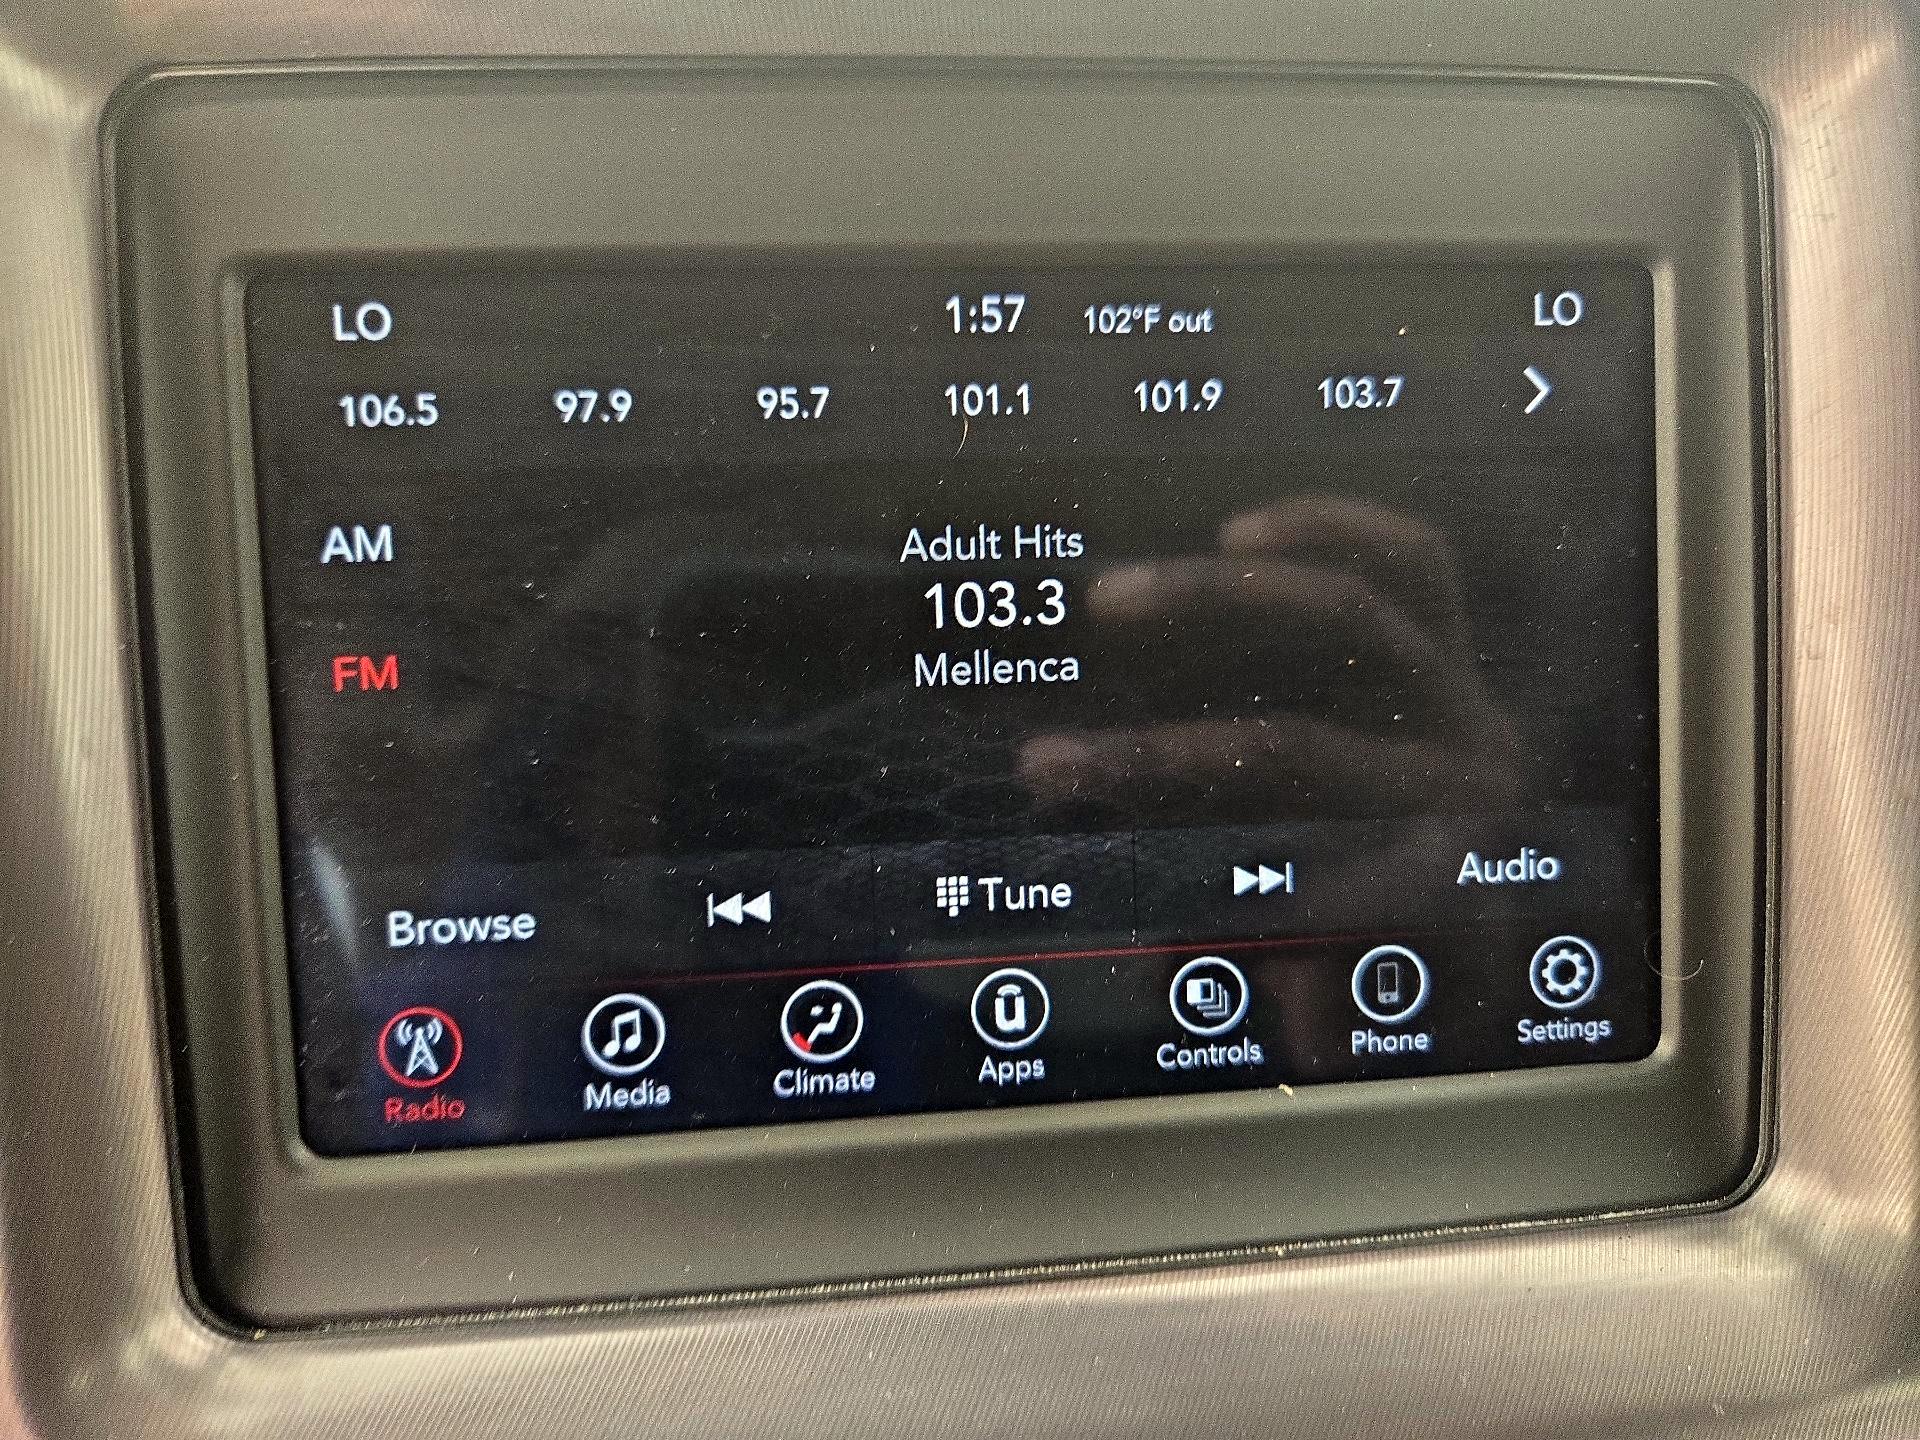 LO 1:57 102°F out LO
106.5 97.9 95.7 101.1 101.9 103.7
AM
Adult Hits
103.3
FM
Mellenca
Browse Tune Audio
Radio Media Climate Apps Controls Phone Settings